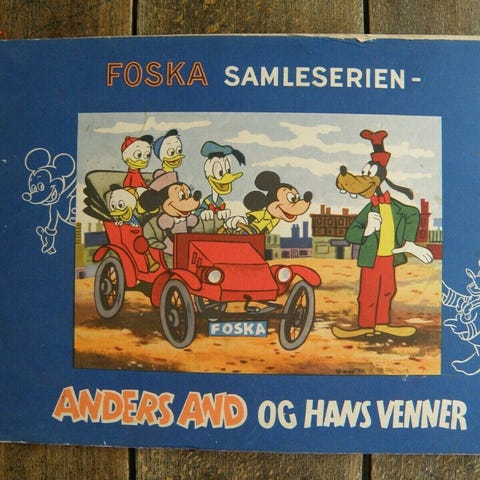 FOSKA SAMLESERIEN-
FOSKA
ANDERS AND OG HANS VENNER